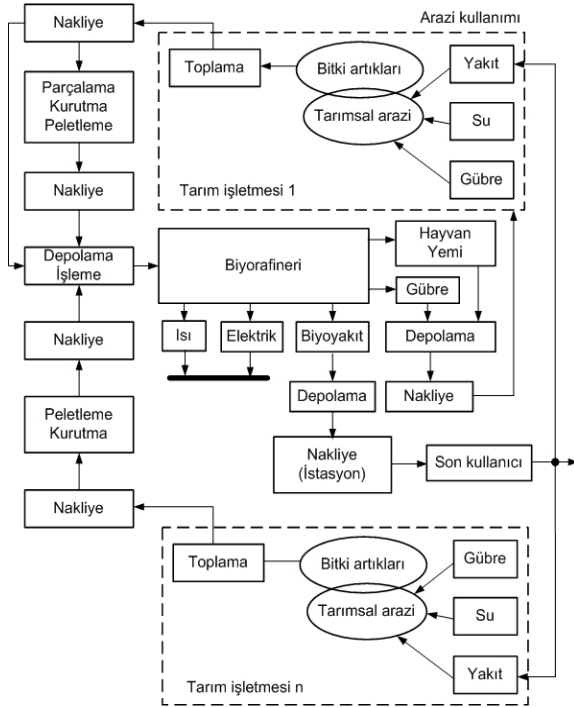 Arazi kullanımı
Nakliye
Toplama
Bitki artıkları
Yakıt
Parçalama
Kurutma
Peletleme
Tarımsal arazi
Su
Gübre
Tarım işletmesi 1
Nakliye
Depolama
İşleme
Biyorafineri
Hayvan
Yemi
Gübre
Isı
Elektrik
Biyoyakıt
Depolama
Nakliye
Depolama
Nakliye
Peletleme
Kurutma
Nakliye
(İstasyon)
Son kullanıcı
Nakliye
Toplama
Bitki artıkları
Gübre
Tarımsal arazi
Su
Yakıt
Tarım işletmesi n